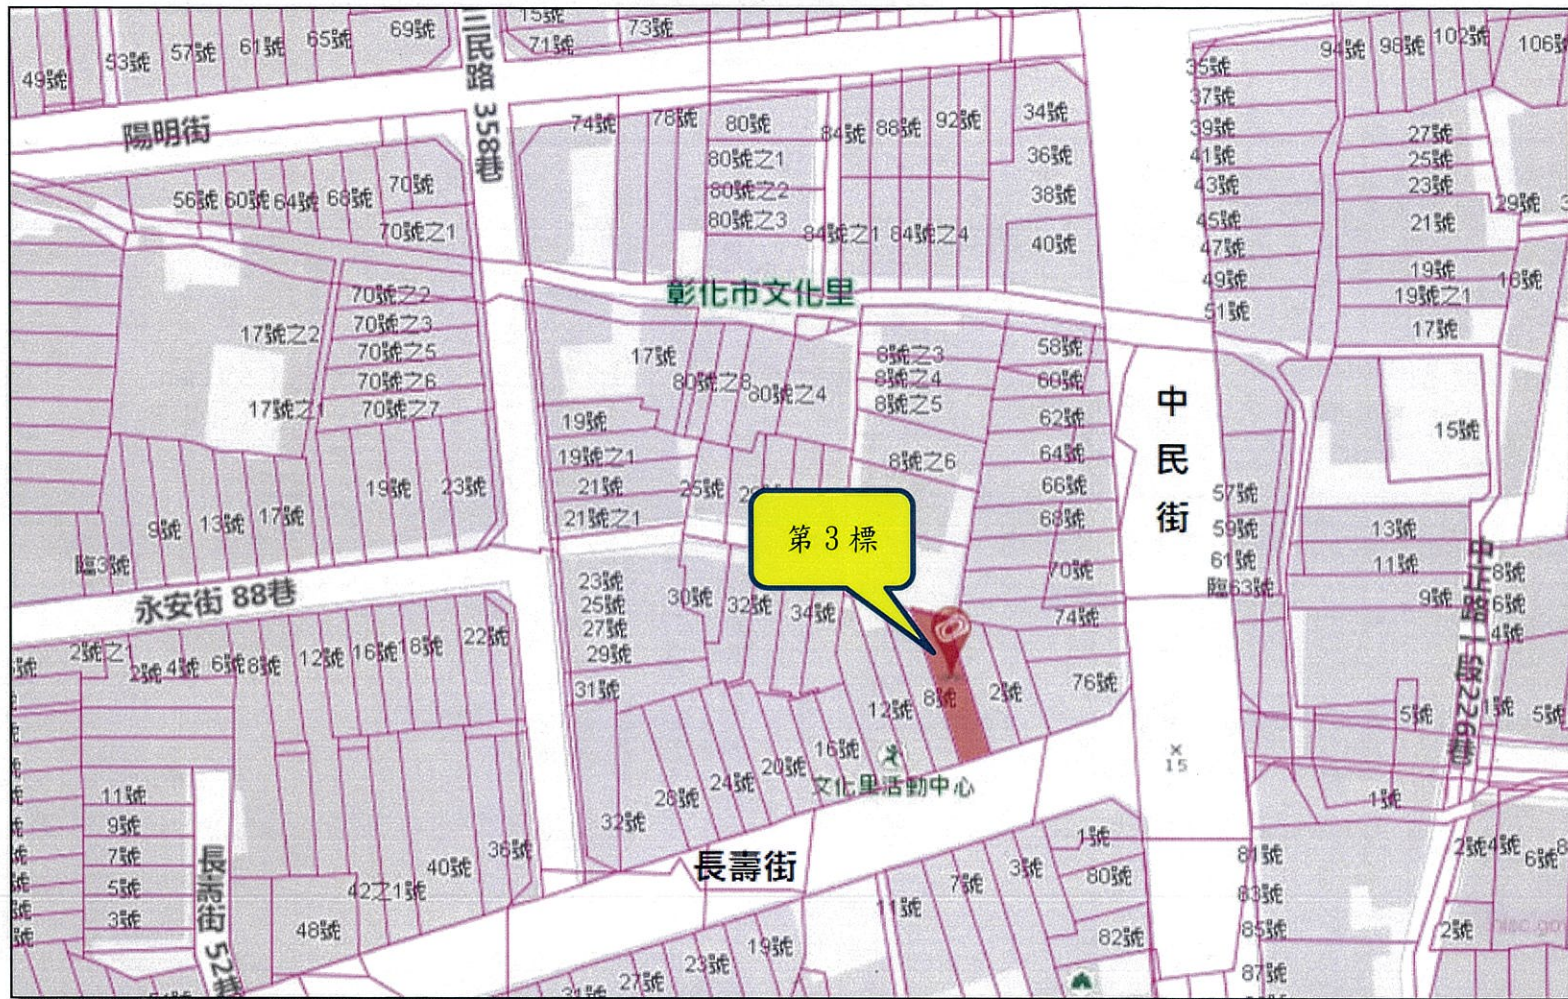 15號
69號
73號
65號
61號
57號
53號
49號
71號
三民路 358巷
陽明街
94號
98號
102號
106號
35號
37號
39號
41號
43號
45號
47號
49號
51號
27號
25號
23號
21號
19號
19號之1
17號
29號
18號
74號
78號
80號
80號之1
80號之2
80號之3
84號
88號
92號
84號之1
84號之4
34號
36號
38號
40號
56號
60號
64號
68號
70號
70號之1
彰化市文化里
70號之2
70號之3
70號之5
70號之6
70號之7
17號之2
17號之1
17號
80號之8
80號之4
8號之3
8號之4
8號之5
8號之6
58號
60號
62號
64號
66號
68號
70號
74號
76號
中民街
15號
19號
19號之1
21號
21號之1
25號
19號
23號
9號
13號
17號
臨3號
第3標
57號
59號
61號
臨63號
13號
11號
9號
中正路一段226巷
8號
6號
4號
永安街 88巷
23號
25號
27號
29號
31號
30號
32號
34號
2號之1
2號
4號
6號
8號
12號
16號
18號
22號
12號
8號
2號
5號
1號
5號
16號
20號
24號
28號
32號
文化里活動中心
15
1號
11號
9號
7號
5號
3號
長壽街 52巷
36號
40號
42之1號
48號
長壽街
1號
80號
82號
3號
7號
11號
19號
23號
27號
31號
81號
83號
85號
87號
2號
4號
6號
2號